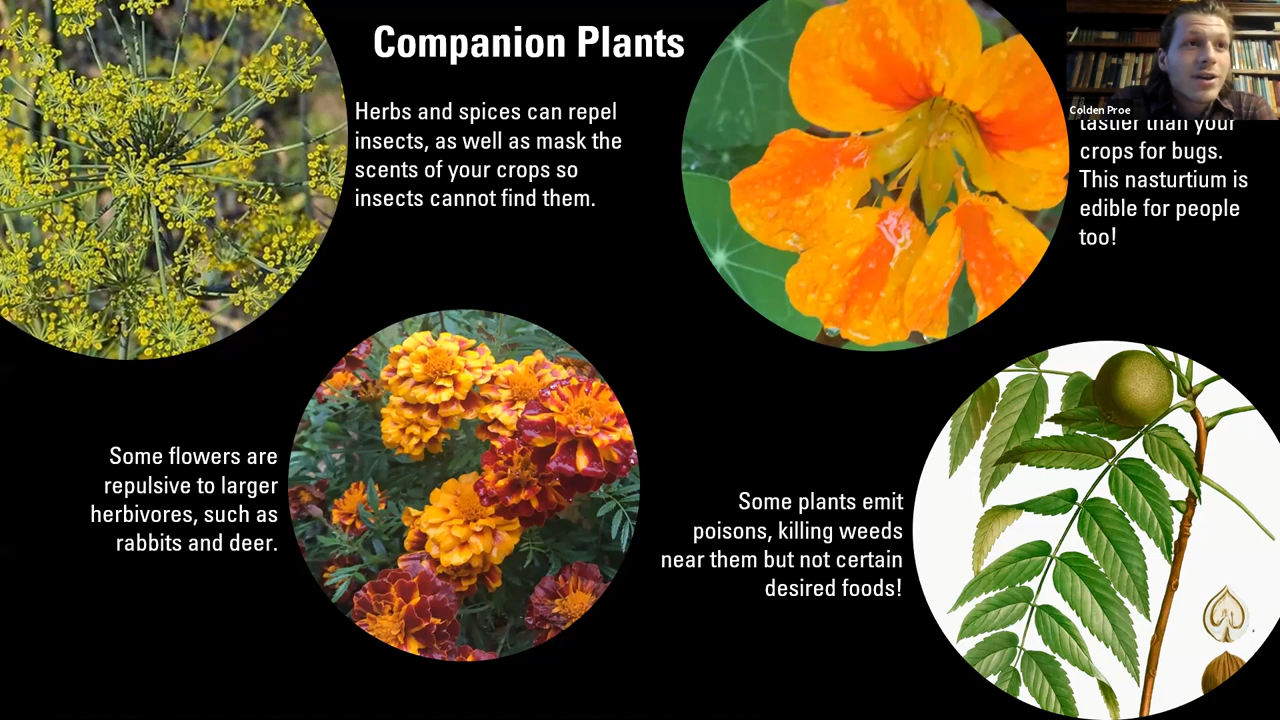 Companion Plants
Herbs and spices can repel
insects, as well as mask the
scents of your crops so
insects cannot find them.
Colden Proe
tastier than your
crops for bugs.
This nasturtium is
edible for people
too!
Some flowers are
repulsive to larger
herbivores, such as
rabbits and deer.
Some plants emit
poisons, killing weeds
near them but not certain
desired foods!